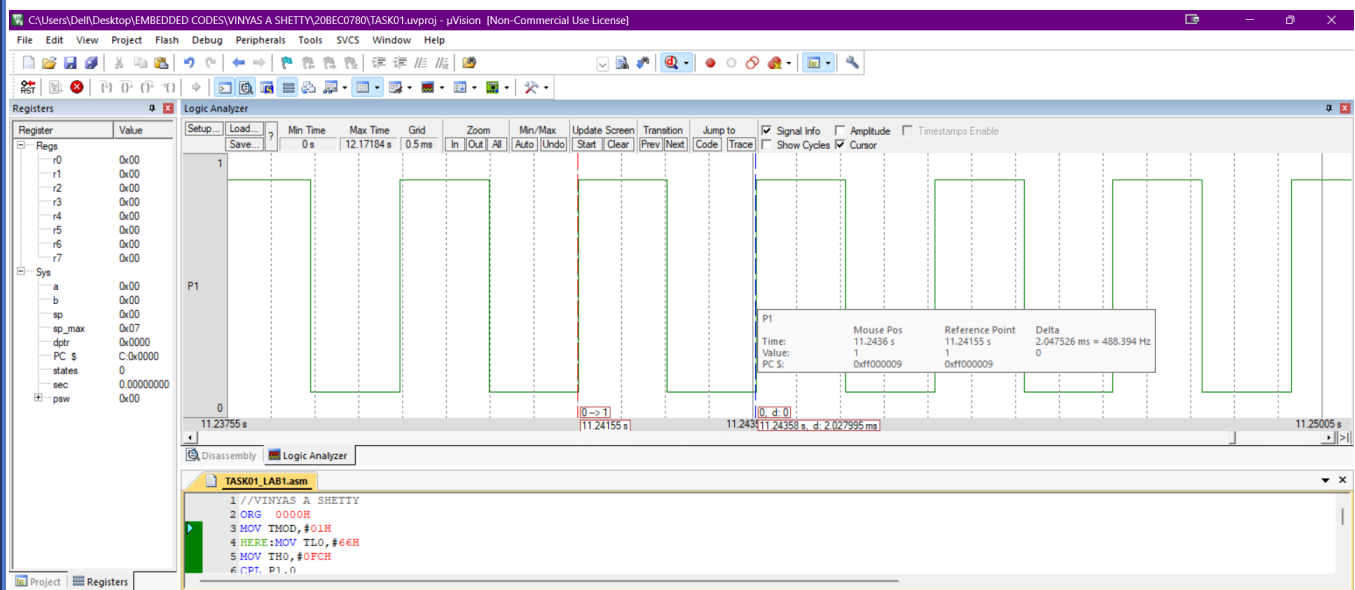 C:\Users\Dell\Desktop\EMBEDDED CODES\VINYAS A SHETTY\20BEC0780\TASK01.uvproj - µVision [Non-Commercial Use License]
File Edit View Project Flash Debug Peripherals Tools SVCS Window Help
RST
Registers
Register Value
Regs
r0 0x00
r1 0x00
r2 0x00
r3 0x00
r4 0x00
r5 0x00
r6 0x00
r7 0x00
Sys
a 0x00
b 0x00
sp 0x00
sp_max 0x07
dptr 0x0000
PC $ C:0x0000
states 0
sec 0.00000000
psw 0x00
Project Registers
Logic Analyzer
Setup... Load... ? Min Time Max Time Grid Zoom Min/Max Update Screen Transition Jump to Signal Info Amplitude Timestamps Enable
Save... 0 s 12.17184 s 0.5 ms In Out All Auto Undo Start Clear Prev Next Code Trace Show Cycles Cursor
1
P1
P1
Mouse Pos Reference Point Delta
Time: 11.2436 s 11.24155 s 2.047526 ms = 488.394 Hz
Value: 1 1 0
PC $: 0xff000009 0xff000009
0
0 --> 1
0, d: 0
11.23755 s 11.24155 s 11.243 11.24358 s, d: 2.027995 ms 11.25005 s
Disassembly Logic Analyzer
TASK01_LAB1.asm
1 //VINYAS A SHETTY
2 ORG 0000H
3 MOV TMOD,#01H
4 HERE:MOV TL0,#66H
5 MOV TH0,#0FCH
6 CPL P1.0